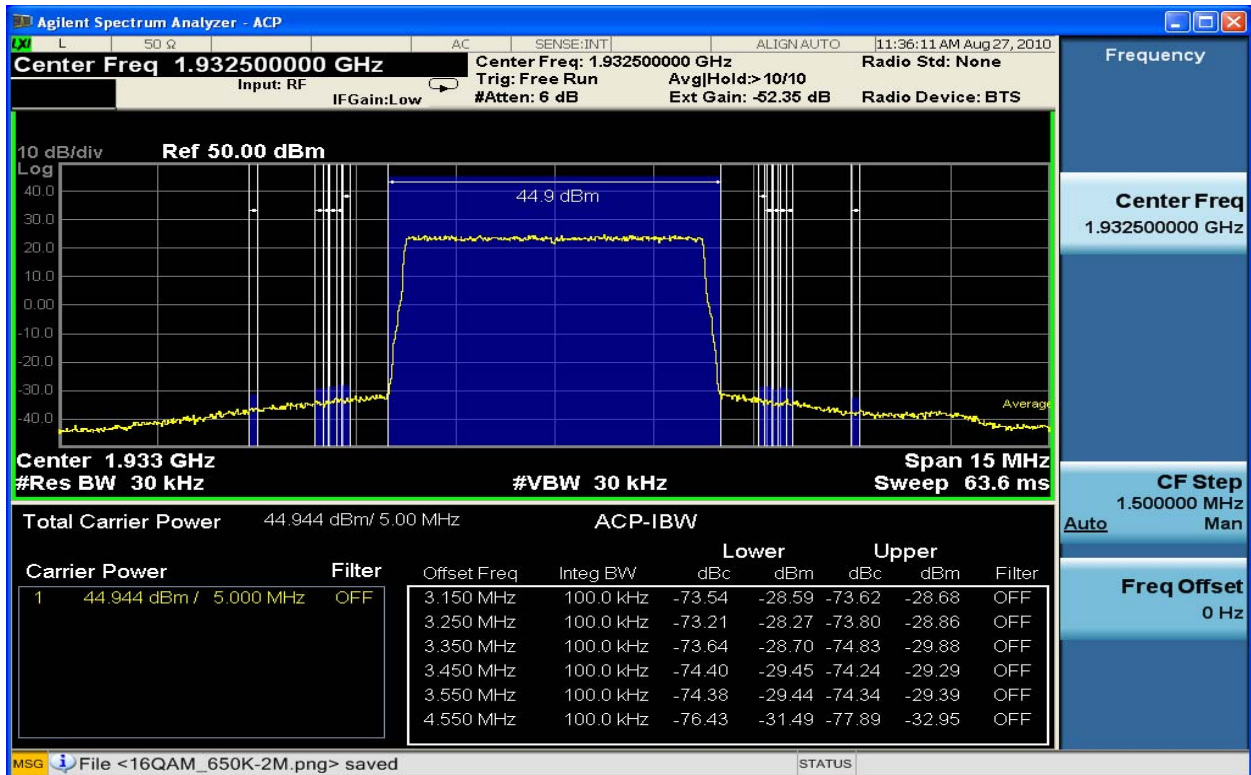 Agilent Spectrum Analyzer - ACP
LXI L 50 Ω AC SENSE:INT ALIGN AUTO 11:36:11 AM Aug 27, 2010
Center Freq 1.932500000 GHz
Input: RF
IFGain:Low
Center Freq: 1.932500000 GHz
Trig: Free Run Avg|Hold:> 10/10
#Atten: 6 dB Ext Gain: -52.35 dB
Radio Std: None
Radio Device: BTS
10 dB/div Ref 50.00 dBm
Log
40.0
30.0
20.0
10.0
0.00
-10.0
-20.0
-30.0
-40.0
44.9 dBm
Average
Center 1.933 GHz Span 15 MHz
#Res BW 30 kHz #VBW 30 kHz Sweep 63.6 ms
Total Carrier Power 44.944 dBm/ 5.00 MHz ACP-IBW
Lower Upper
Carrier Power Filter
1 44.944 dBm / 5.000 MHz OFF
Offset Freq Integ BW dBc dBm dBc dBm Filter
3.150 MHz 100.0 kHz -73.54 -28.59 -73.62 -28.68 OFF
3.250 MHz 100.0 kHz -73.21 -28.27 -73.80 -28.86 OFF
3.350 MHz 100.0 kHz -73.64 -28.70 -74.83 -29.88 OFF
3.450 MHz 100.0 kHz -74.40 -29.45 -74.24 -29.29 OFF
3.550 MHz 100.0 kHz -74.38 -29.44 -74.34 -29.39 OFF
4.550 MHz 100.0 kHz -76.43 -31.49 -77.89 -32.95 OFF
Frequency
Center Freq
1.932500000 GHz
CF Step
1.500000 MHz
Auto Man
Freq Offset
0 Hz
MSG File <16QAM_650K-2M.png> saved STATUS